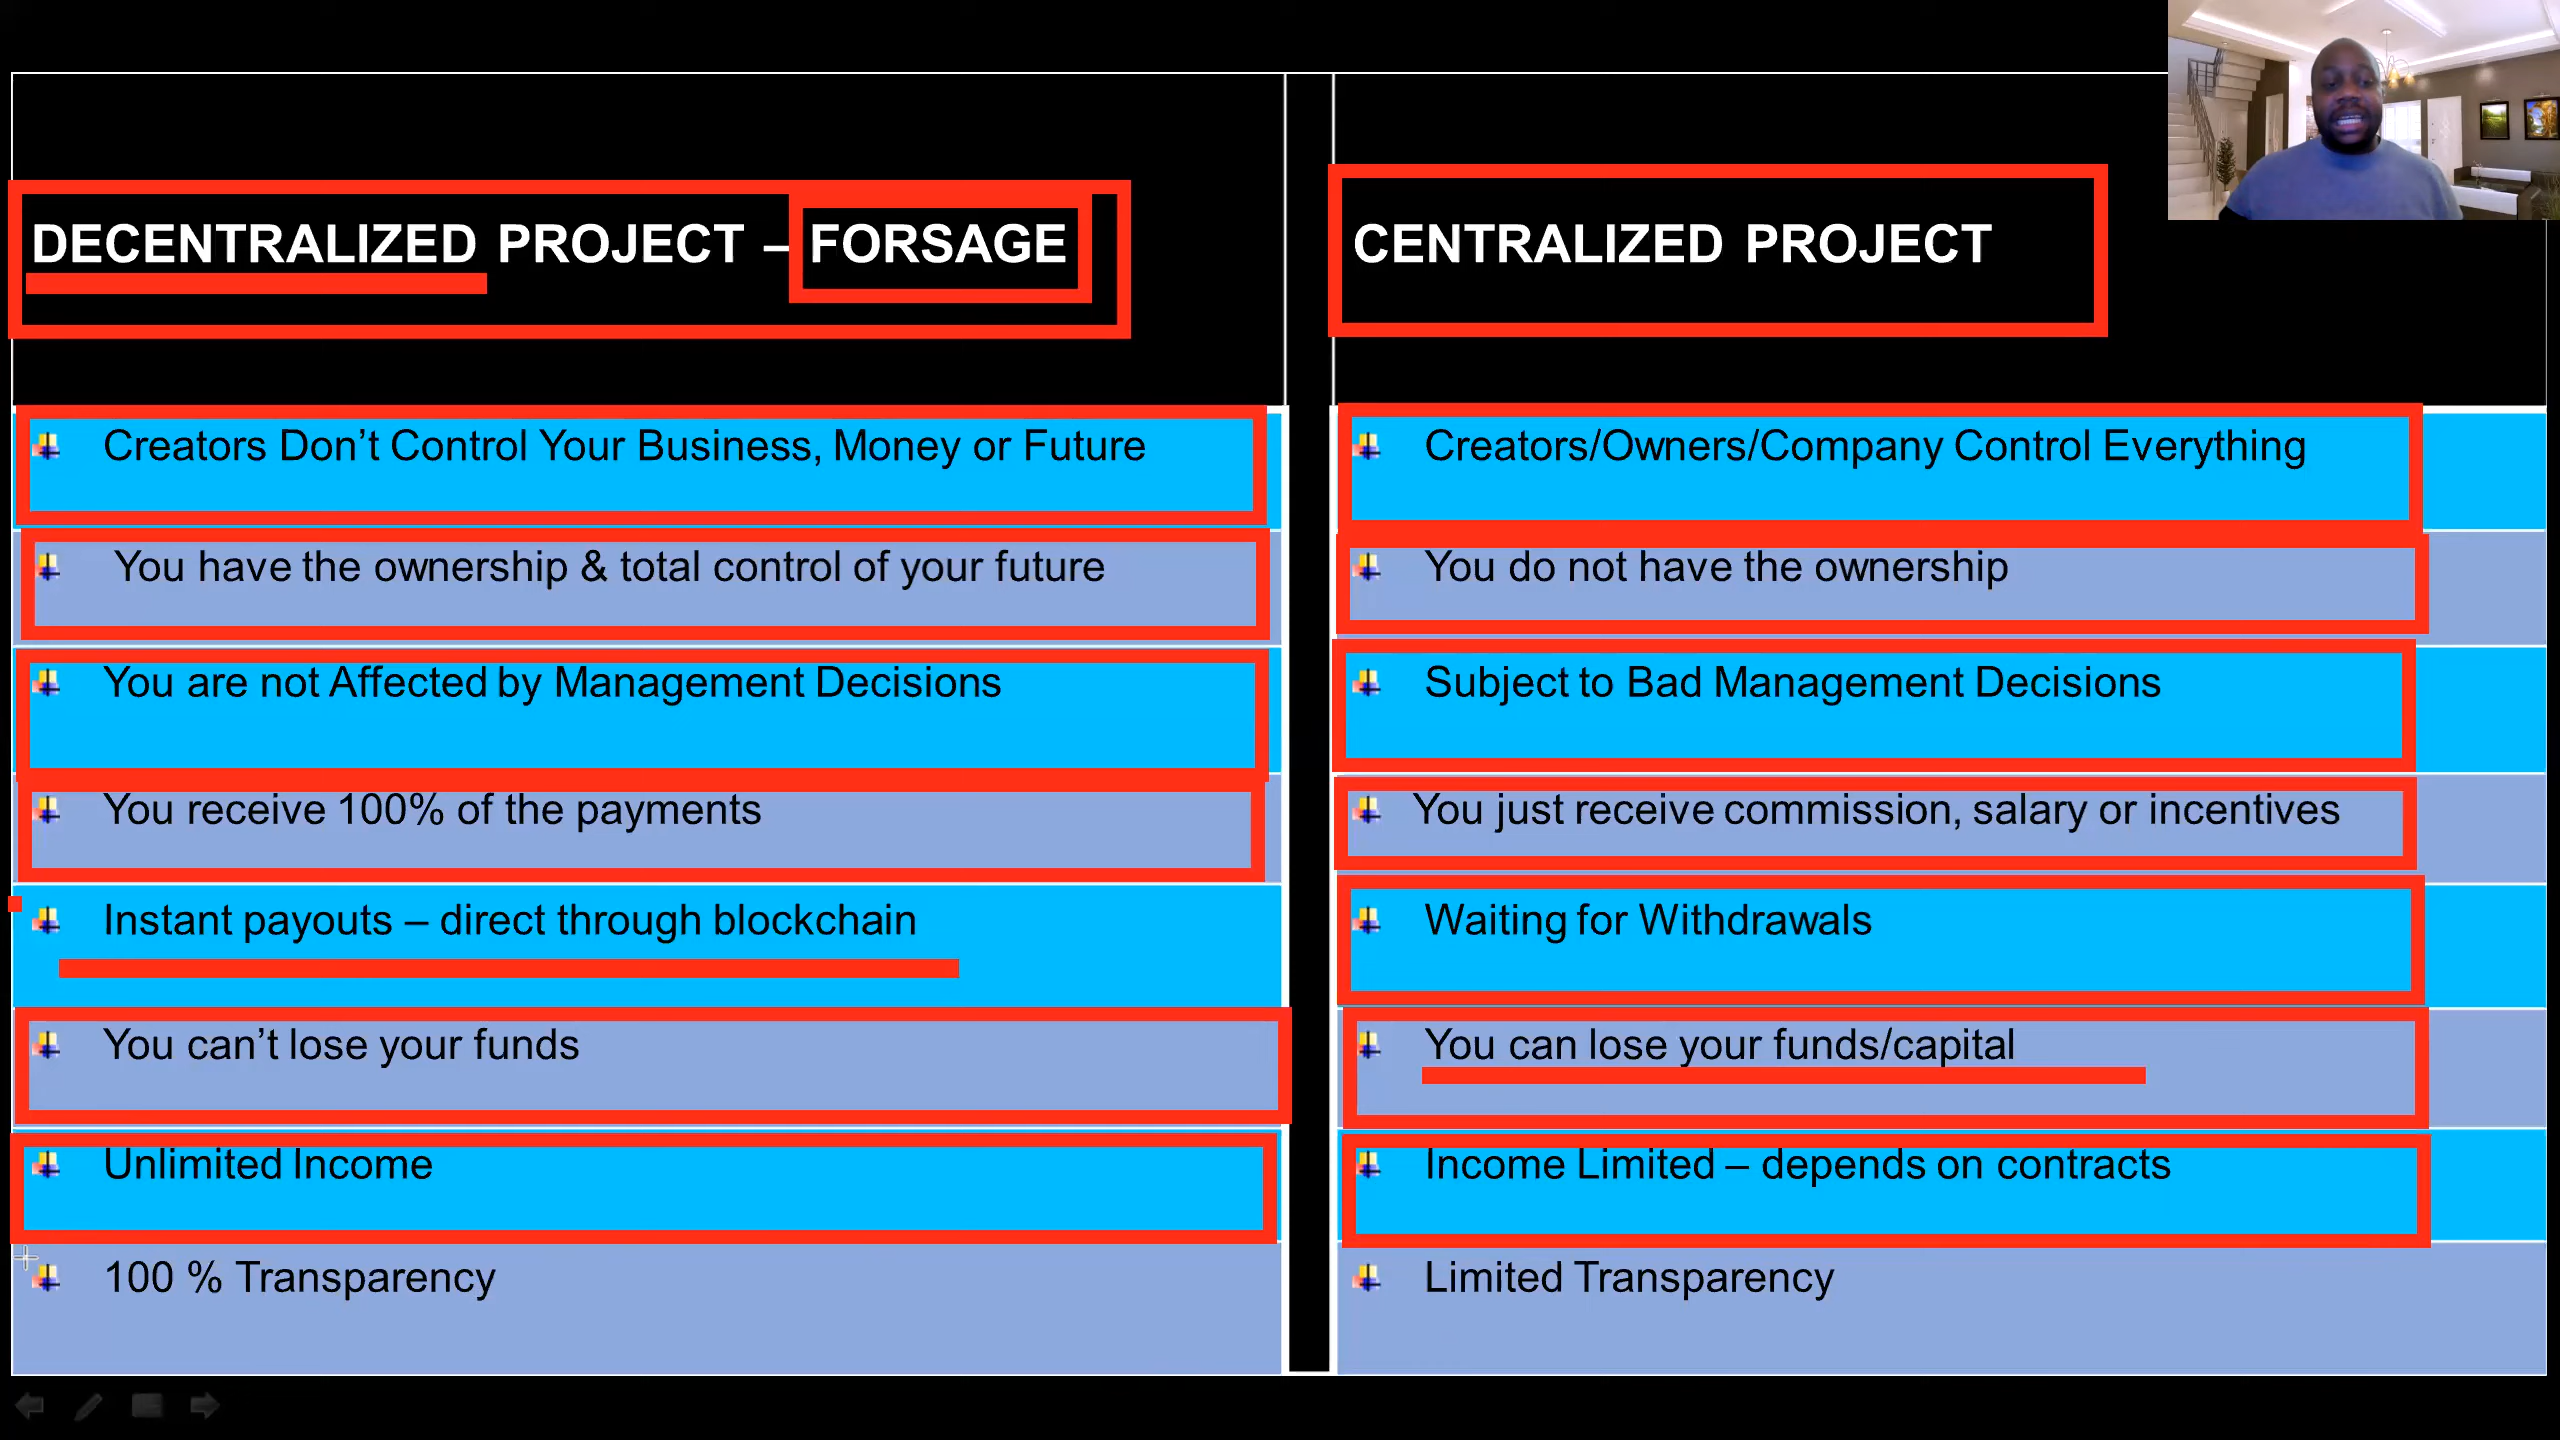 DECENTRALIZED PROJECT – FORSAGE
Creators Don’t Control Your Business, Money or Future
You have the ownership & total control of your future
You are not Affected by Management Decisions
You receive 100% of the payments
Instant payouts – direct through blockchain
You can’t lose your funds
Unlimited Income
100 % Transparency
CENTRALIZED PROJECT
Creators/Owners/Company Control Everything
You do not have the ownership
Subject to Bad Management Decisions
You just receive commission, salary or incentives
Waiting for Withdrawals
You can lose your funds/capital
Income Limited – depends on contracts
Limited Transparency